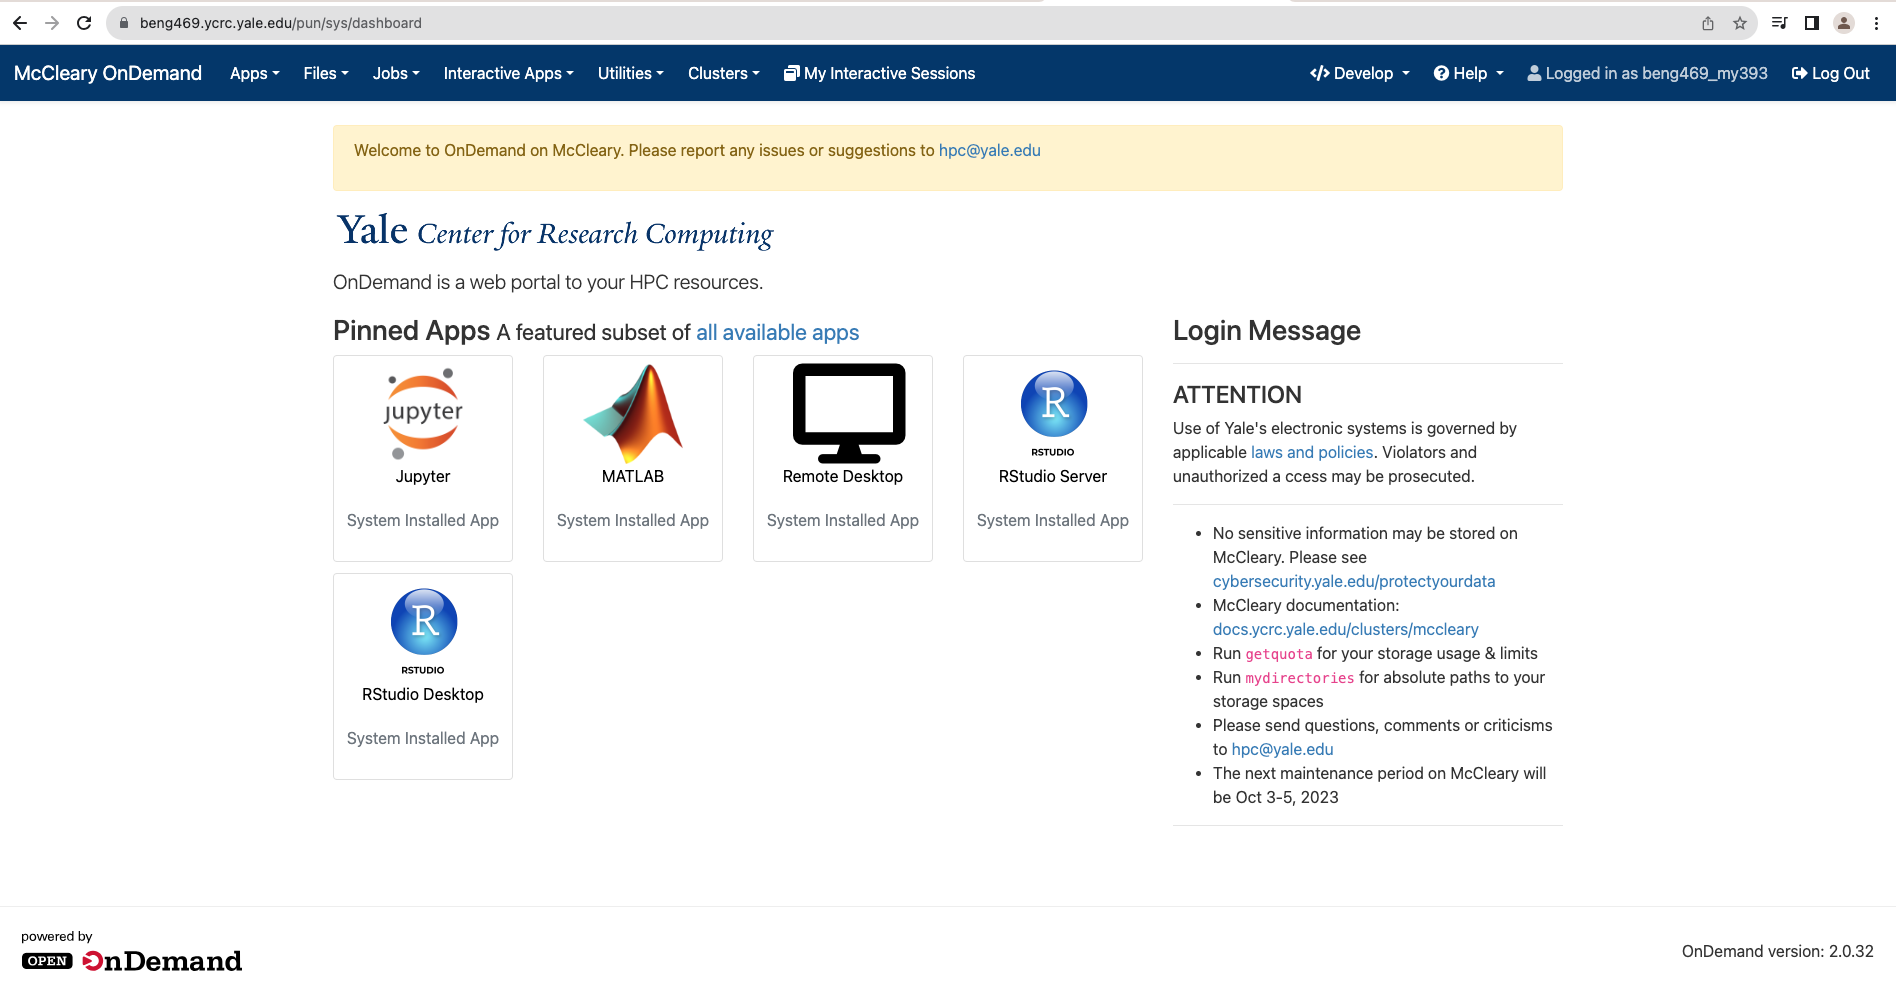 beng469.ycrc.yale.edu/pun/sys/dashboard
McCleary OnDemand Apps Files Jobs Interactive Apps Utilities Clusters My Interactive Sessions </> Develop Help Logged in as beng469_my393 Log Out
Welcome to OnDemand on McCleary. Please report any issues or suggestions to hpc@yale.edu
Yale Center for Research Computing
OnDemand is a web portal to your HPC resources.
Pinned Apps A featured subset of all available apps
jupyter
Jupyter
System Installed App
MATLAB
System Installed App
Remote Desktop
System Installed App
R
RSTUDIO
RStudio Server
System Installed App
R
RSTUDIO
RStudio Desktop
System Installed App
Login Message
ATTENTION
Use of Yale's electronic systems is governed by
applicable laws and policies. Violators and
unauthorized a ccess may be prosecuted.
• No sensitive information may be stored on
McCleary. Please see
cybersecurity.yale.edu/protectyourdata
• McCleary documentation:
docs.ycrc.yale.edu/clusters/mccleary
• Run getquota for your storage usage & limits
• Run mydirectories for absolute paths to your
storage spaces
• Please send questions, comments or criticisms
to hpc@yale.edu
• The next maintenance period on McCleary will
be Oct 3-5, 2023
powered by
OPEN OnDemand
OnDemand version: 2.0.32